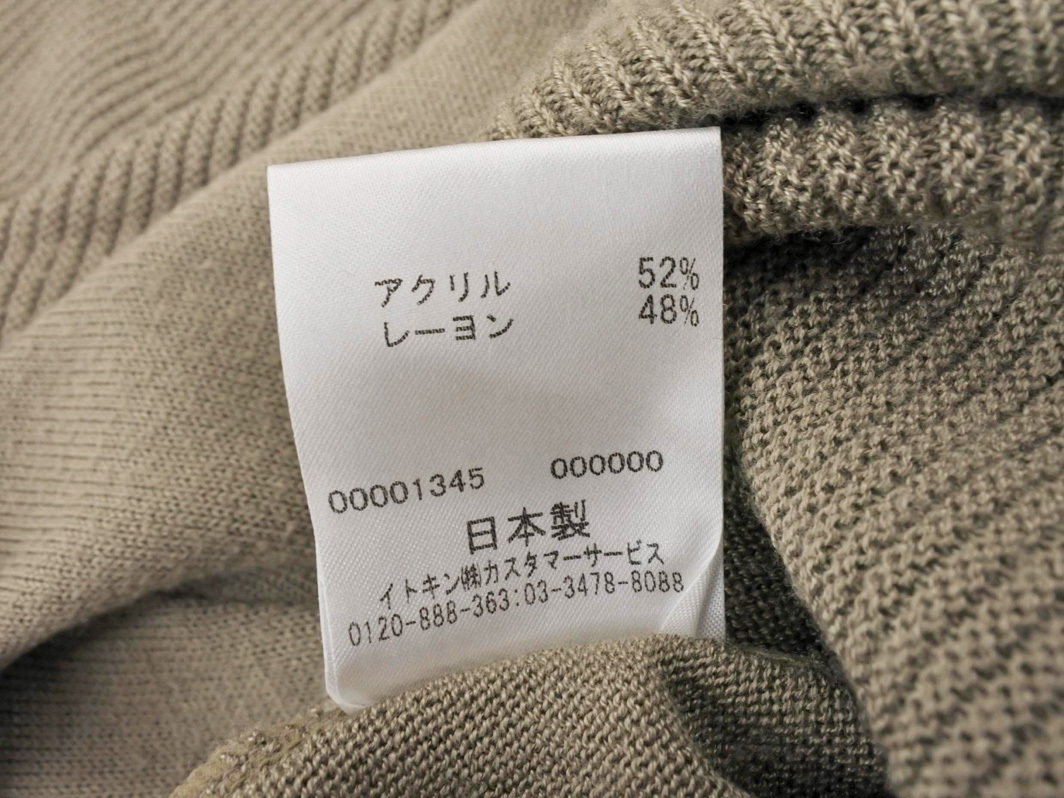 アクリル 52%
レーヨン 48%
00001345 000000
日本製
イトキン㈱カスタマーサービス
0120-888-363:03-3478-8088